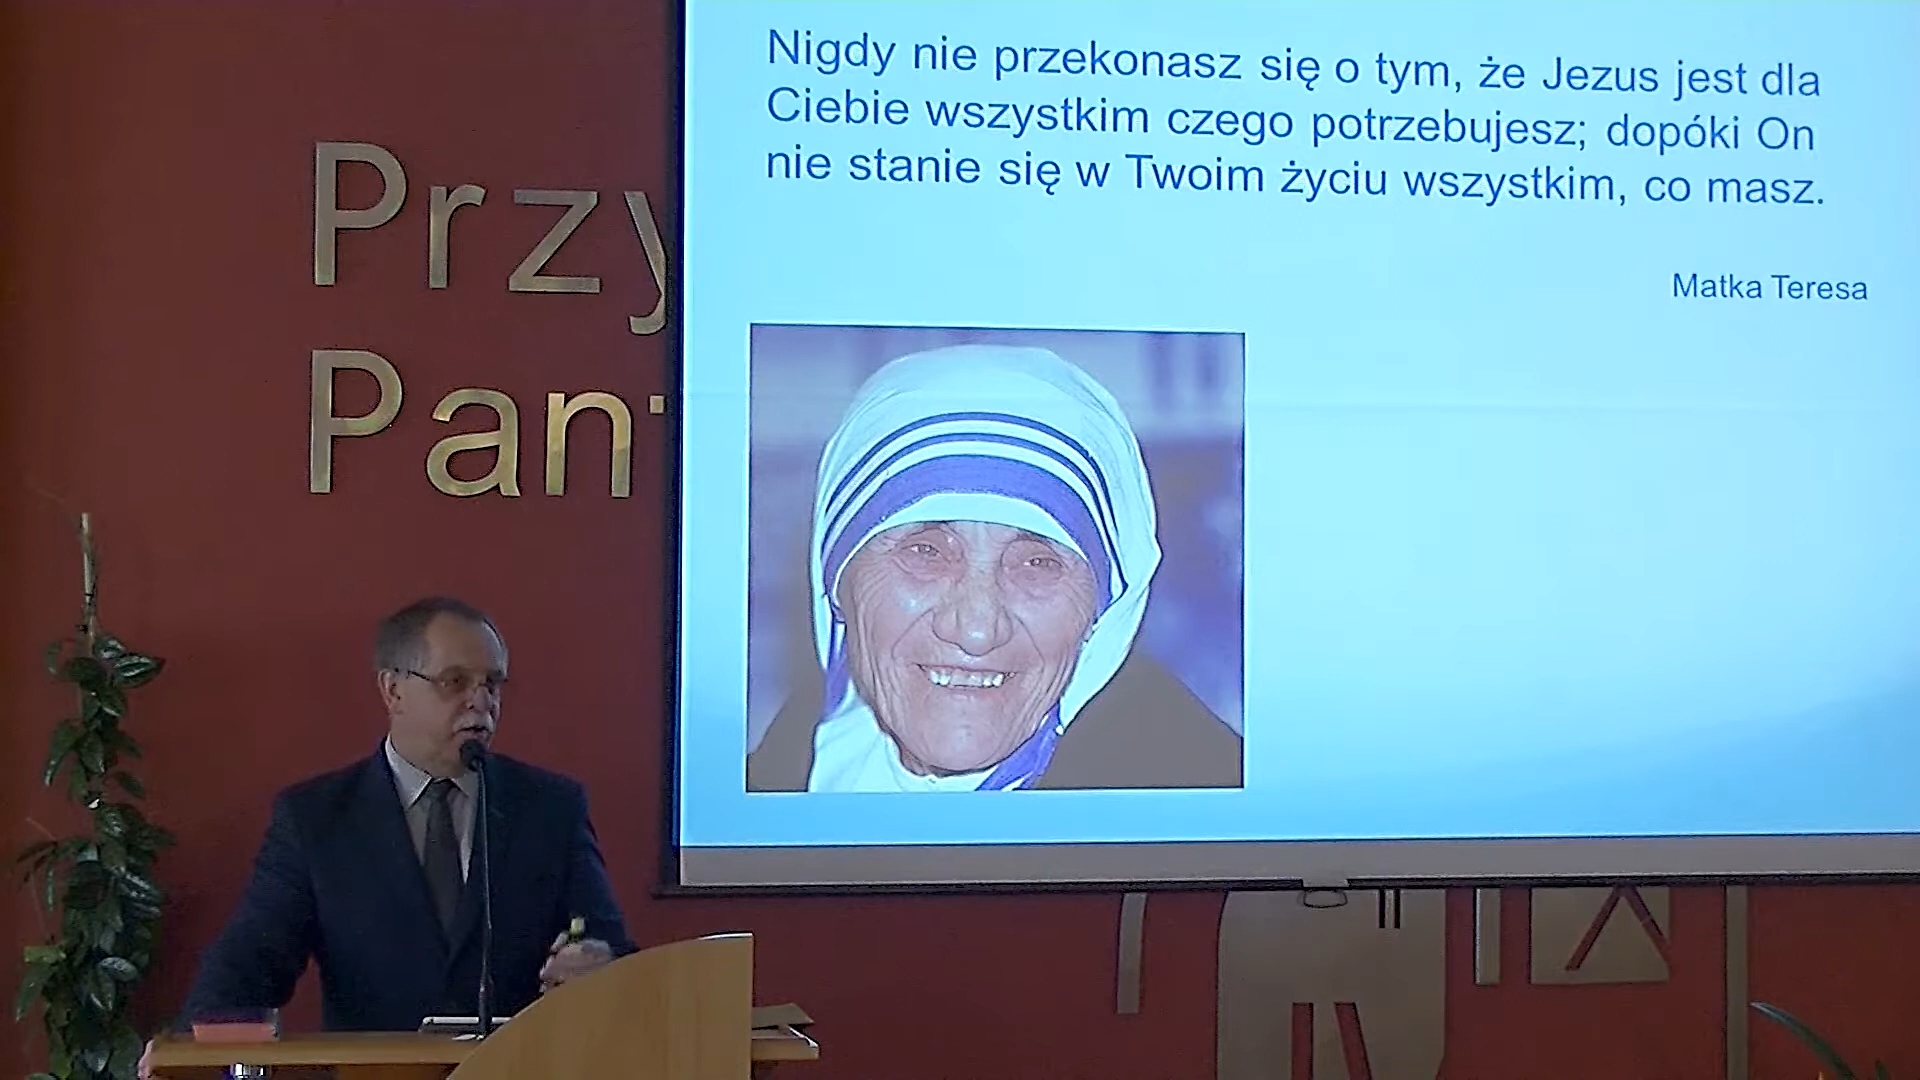 Nigdy nie przekonasz się o tym, że Jezus jest dla
Ciebie wszystkim czego potrzebujesz; dopóki On
nie stanie się w Twoim życiu wszystkim, co masz.
Matka Teresa
Przy
Pan